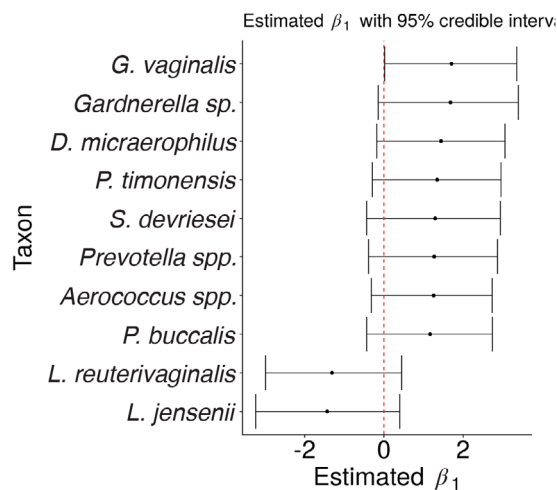 Estimated β1 with 95% credible interva
G. vaginalis
Gardnerella sp.
D. micraerophilus
P. timonensis
S. devriesei
Prevotella spp.
Aerococcus spp.
P. buccalis
L. reuterivaginalis
L. jensenii
Taxon
-2 0 2
Estimated β1